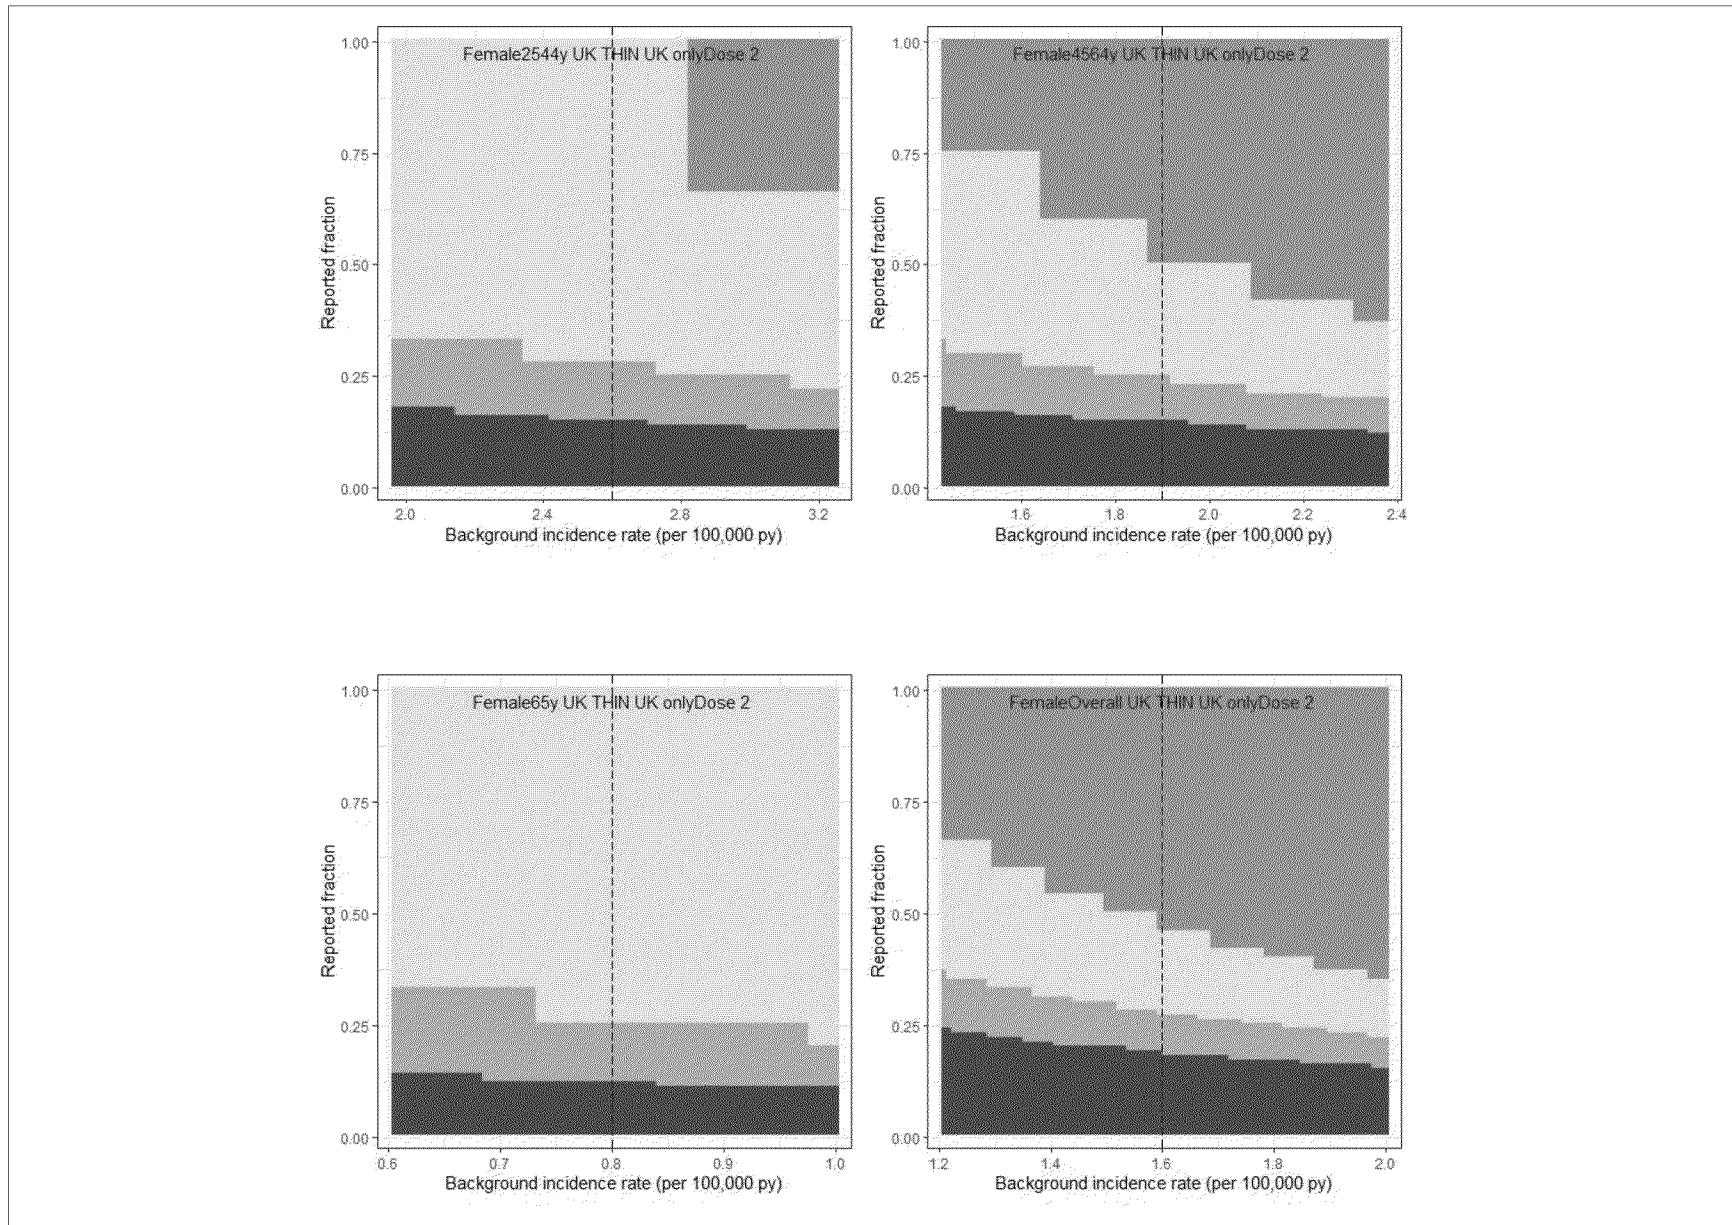 Female2544y UK THIN UK onlyDose 2
1.00
0.75
0.50
0.25
0.00
Reported fraction
2.0 2.4 2.8 3.2
Background incidence rate (per 100,000 py)
Female4564y UK THIN UK onlyDose 2
1.00
0.75
0.50
0.25
0.00
Reported fraction
1.6 1.8 2.0 2.2 2.4
Background incidence rate (per 100,000 py)
Female65y UK THIN UK onlyDose 2
1.00
0.75
0.50
0.25
0.00
Reported fraction
0.6 0.7 0.8 0.9 1.0
Background incidence rate (per 100,000 py)
FemaleOverall UK THIN UK onlyDose 2
1.00
0.75
0.50
0.25
0.00
Reported fraction
1.2 1.4 1.6 1.8 2.0
Background incidence rate (per 100,000 py)